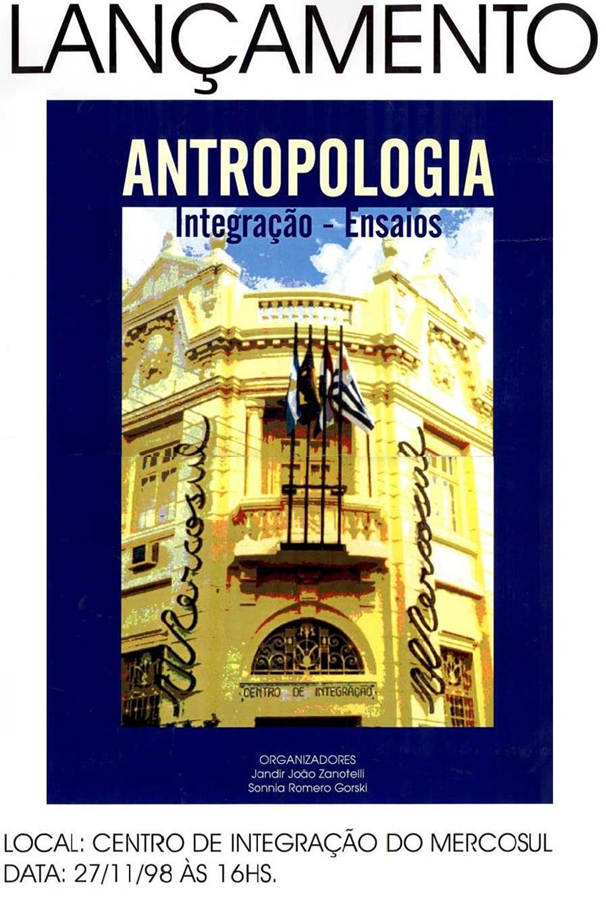 LANÇAMENTO
ANTROPOLOGIA
Integração - Ensaios
Mercosul
Mercosul
CENTRO DE INTEGRAÇÃO
ORGANIZADORES
Jandir João Zanotelli
Sonnia Romero Gorski
LOCAL: CENTRO DE INTEGRAÇÃO DO MERCOSUL
DATA: 27/11/98 ÀS 16HS.